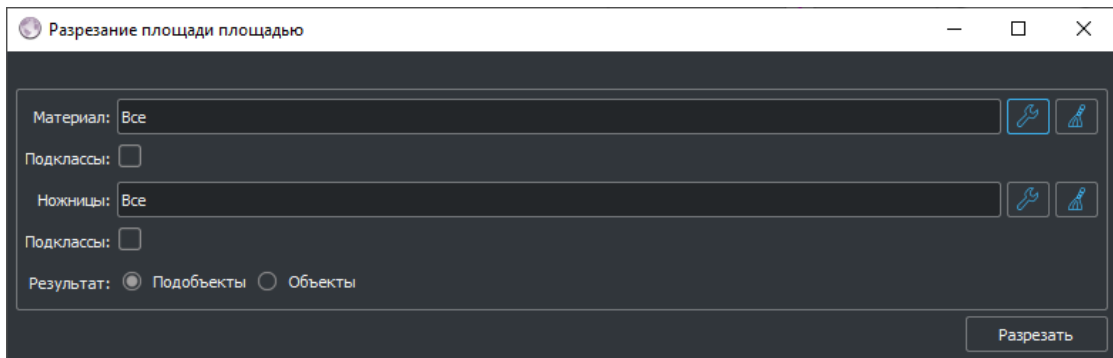 Разрезание площади площадью
Материал: Все
Подклассы:
Ножницы: Все
Подклассы:
Результат: Подобъекты Объекты
Разрезать